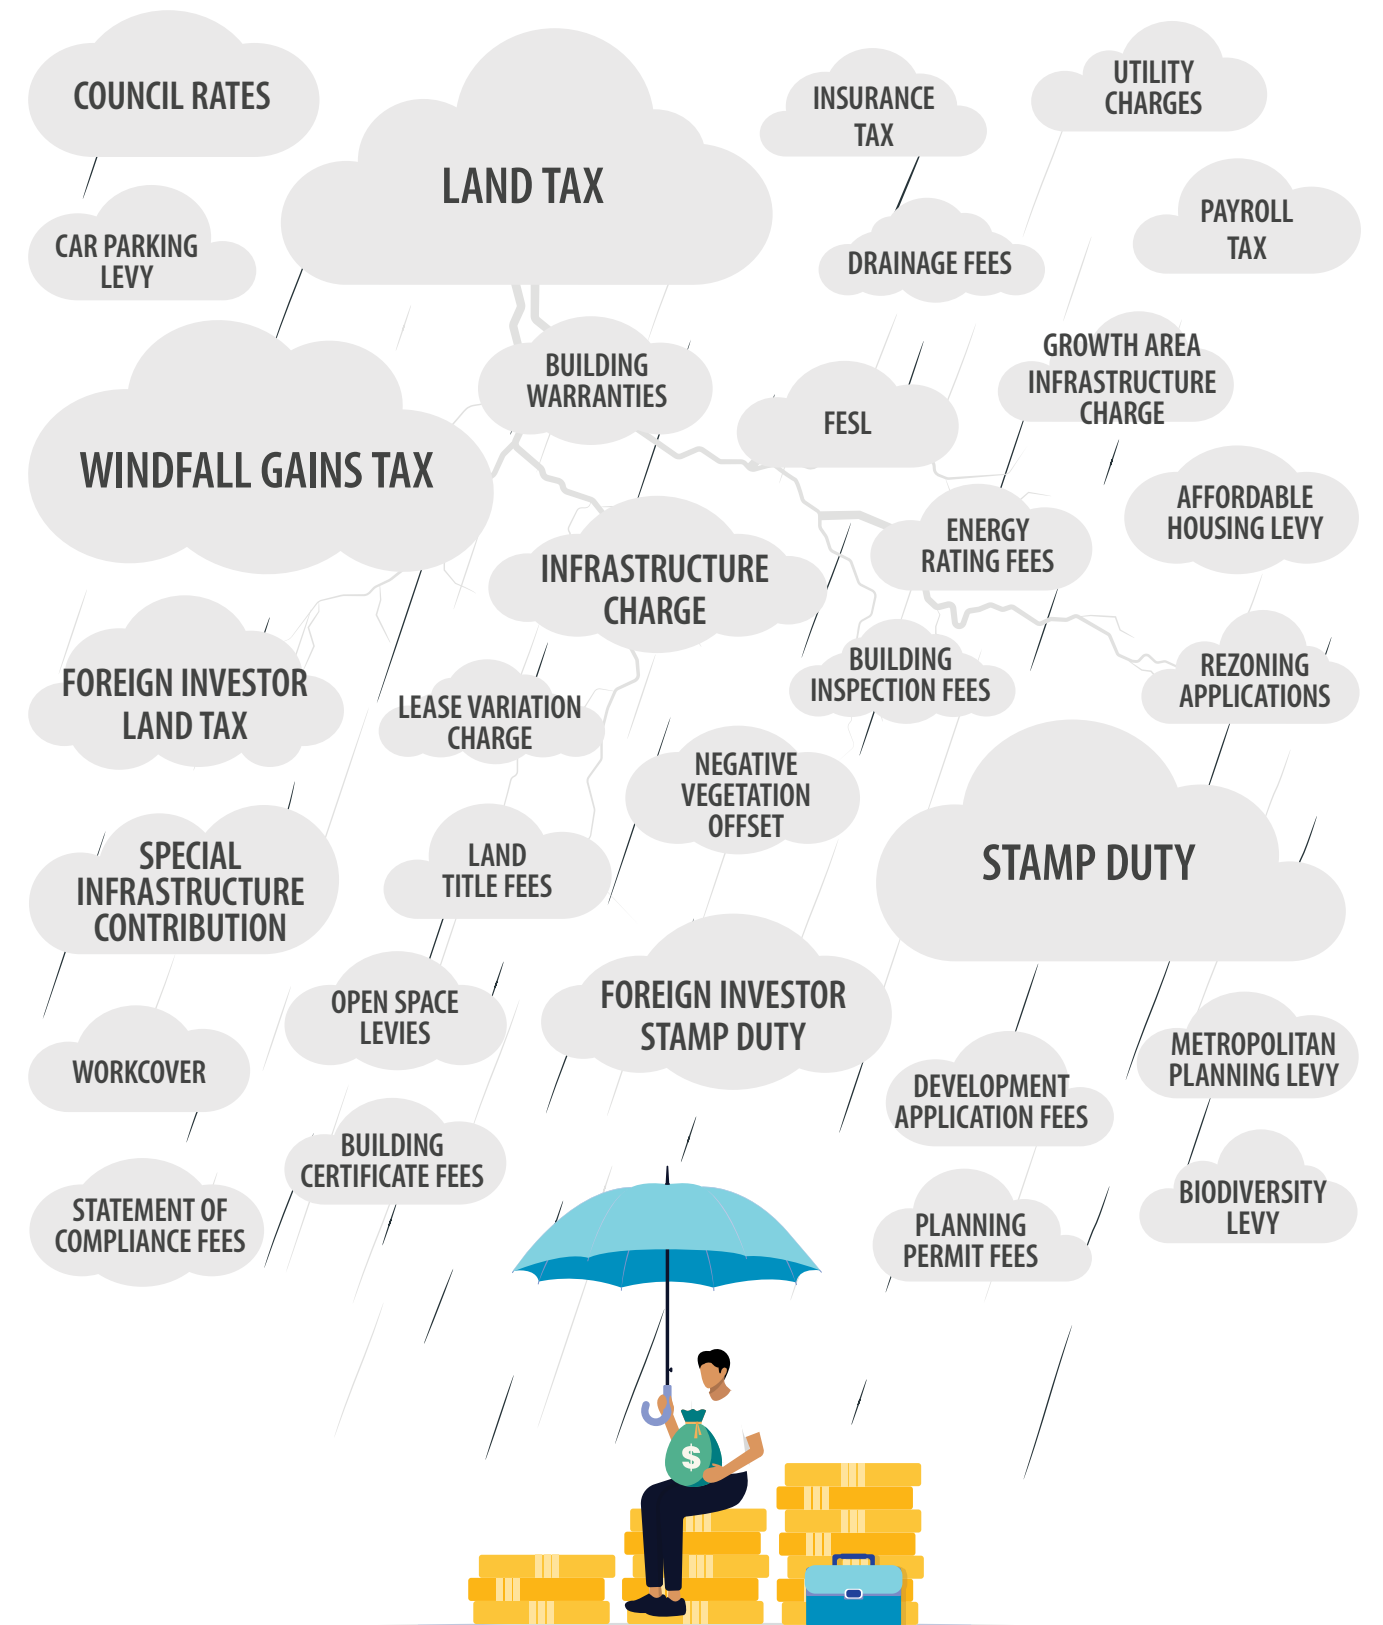 COUNCIL RATES
LAND TAX
INSURANCE
TAX
UTILITY
CHARGES
CAR PARKING
LEVY
DRAINAGE FEES
PAYROLL
TAX
WINDFALL GAINS TAX
BUILDING
WARRANTIES
FESL
GROWTH AREA
INFRASTRUCTURE
CHARGE
INFRASTRUCTURE
CHARGE
ENERGY
RATING FEES
AFFORDABLE
HOUSING LEVY
FOREIGN INVESTOR
LAND TAX
LEASE VARIATION
CHARGE
BUILDING
INSPECTION FEES
REZONING
APPLICATIONS
NEGATIVE
VEGETATION
OFFSET
SPECIAL
INFRASTRUCTURE
CONTRIBUTION
LAND
TITLE FEES
STAMP DUTY
OPEN SPACE
LEVIES
FOREIGN INVESTOR
STAMP DUTY
WORKCOVER
DEVELOPMENT
APPLICATION FEES
METROPOLITAN
PLANNING LEVY
BUILDING
CERTIFICATE FEES
STATEMENT OF
COMPLIANCE FEES
PLANNING
PERMIT FEES
BIODIVERSITY
LEVY
$